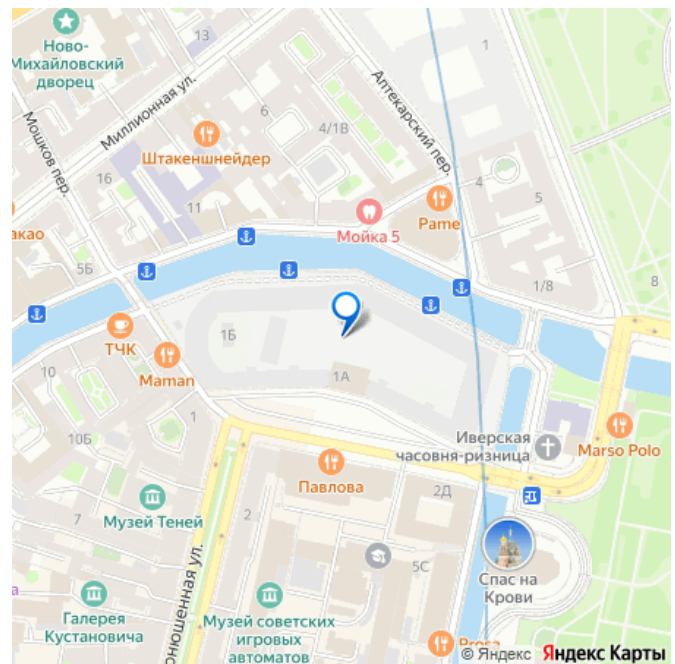 13
1
Ново-
Михайловский
дворец
Миллионная ул.
Аптекарский пер.
6
4/1В
Мошков пер.
Штакеншнейдер
16
11
4
5
Мойка 5
Pame
акао
5Б
1/8
8
1Б
ТЧК
Maman
1А
10
1
10Б
Иверская
часовня-ризница
Marso Polo
Павлова
2Д
Музей Теней
2
7
5С
Спас на
Крови
онюшенная ул.
а
Галерея
Кустановича
Музей советских
игровых
автоматов
© Яндекс Яндекс Карты